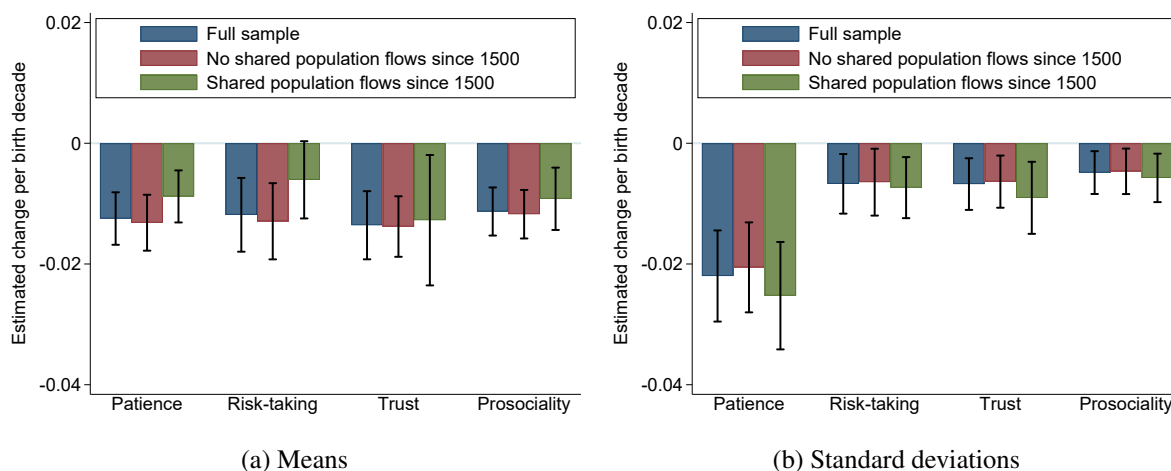 Estimated change per birth decade
0.02
0
-0.02
-0.04
Full sample
No shared population flows since 1500
Shared population flows since 1500
Patience Risk-taking Trust Prosociality
(a) Means
Estimated change per birth decade
0.02
0
-0.02
-0.04
Full sample
No shared population flows since 1500
Shared population flows since 1500
Patience Risk-taking Trust Prosociality
(b) Standard deviations